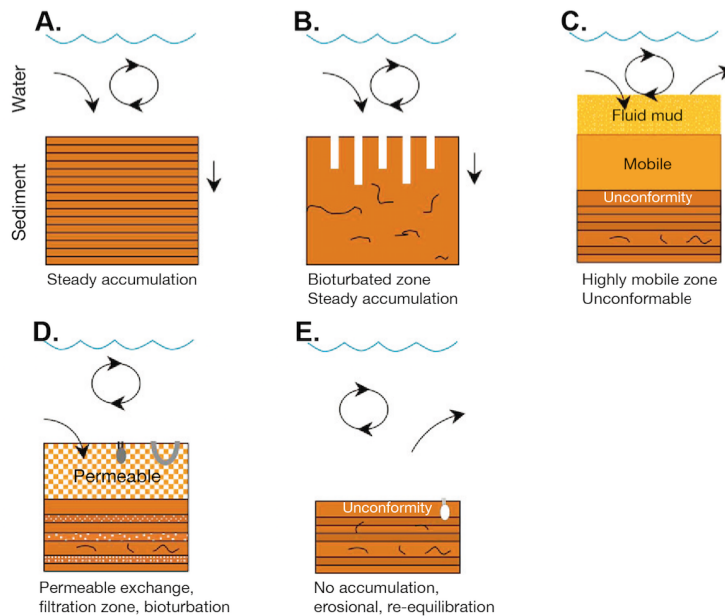 A.
B.
C.
Water
Sediment
Fluid mud
Mobile
Unconformity
Steady accumulation
Bioturbated zone
Steady accumulation
Highly mobile zone
Unconformable
D.
E.
Permeable
Unconformity
Permeable exchange,
filtration zone, bioturbation
No accumulation,
erosional, re-equilibration